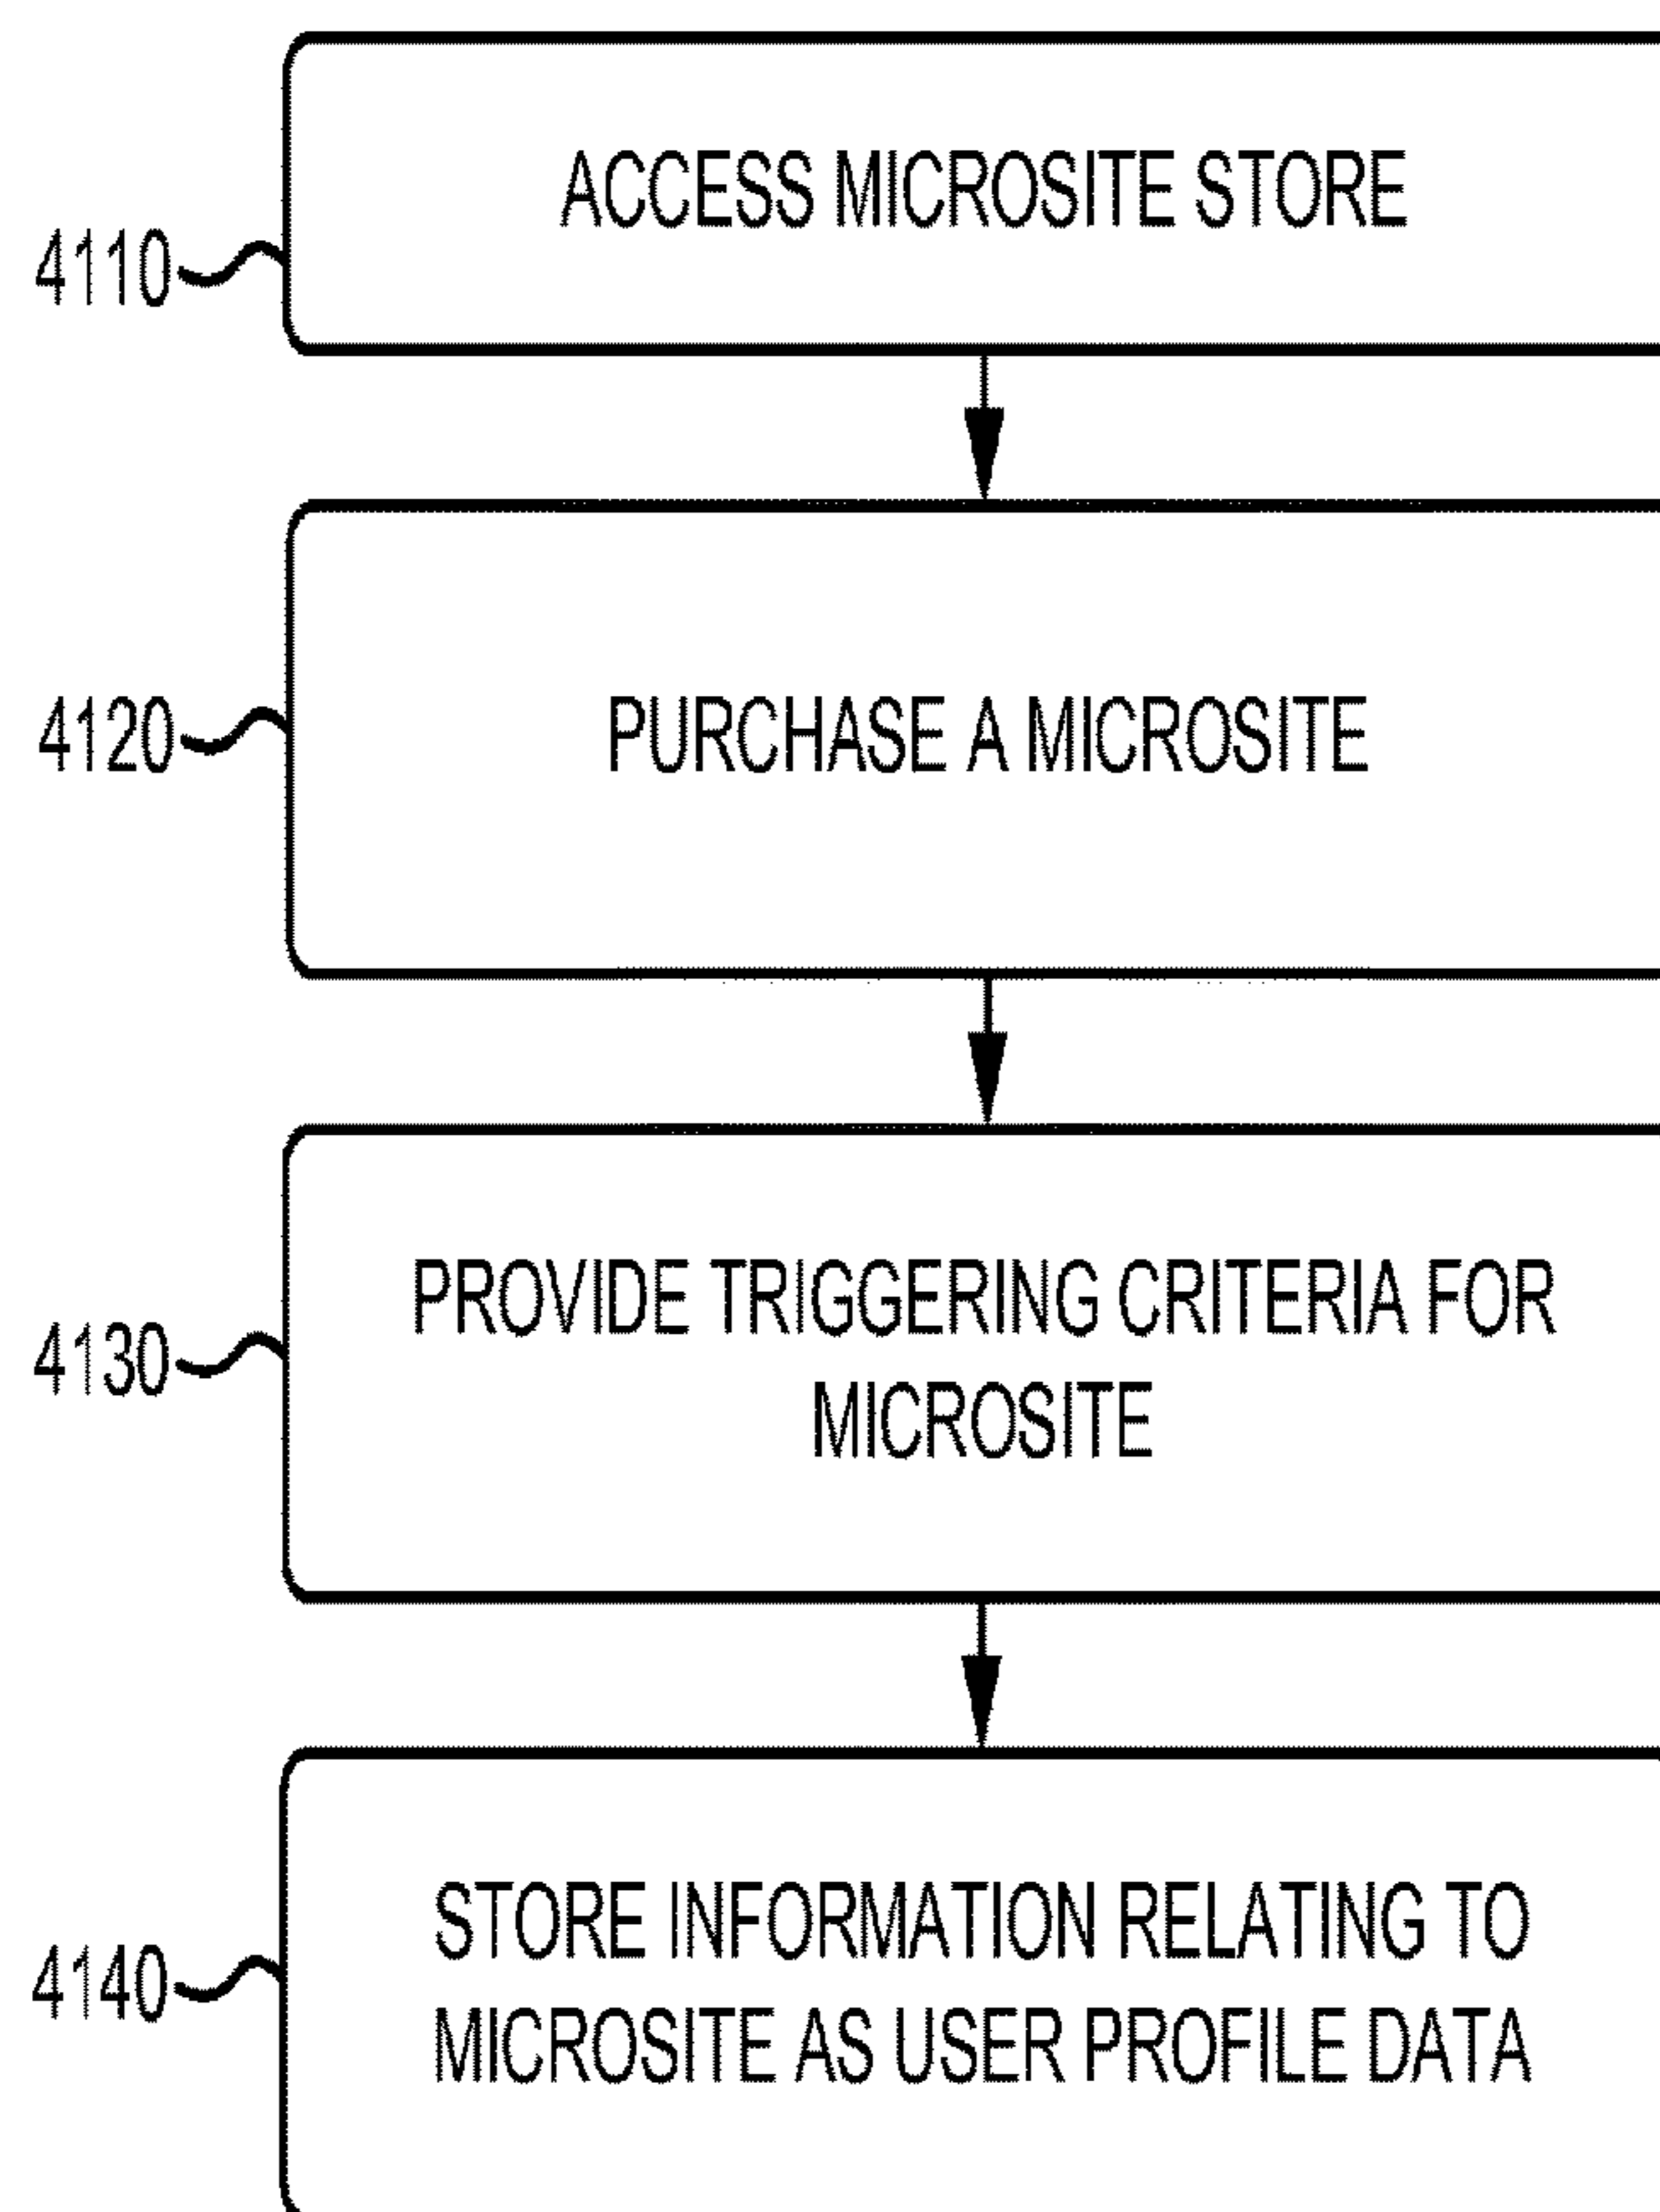 ACCESS MICROSITE STORE
4110
PURCHASE A MICROSITE
4120
PROVIDE TRIGGERING CRITERIA FOR
MICROSITE
4130
STORE INFORMATION RELATING TO
MICROSITE AS USER PROFILE DATA
4140